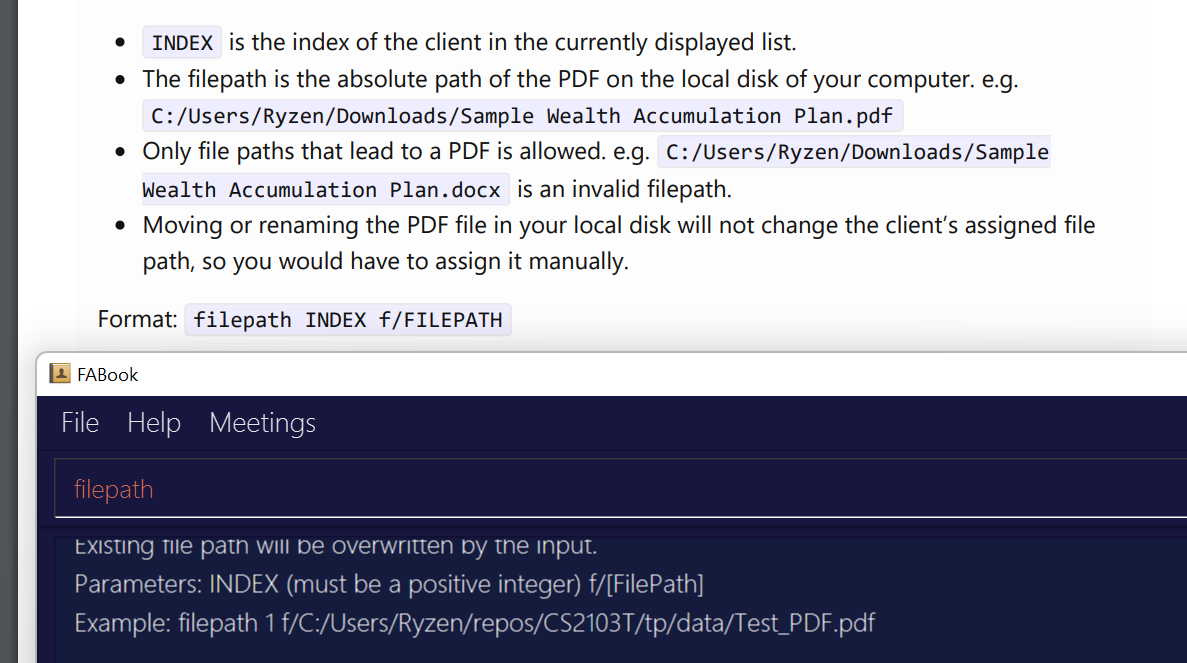 INDEX is the index of the client in the currently displayed list.
The filepath is the absolute path of the PDF on the local disk of your computer. e.g.
C:/Users/Ryzen/Downloads/Sample Wealth Accumulation Plan.pdf
Only file paths that lead to a PDF is allowed. e.g. C:/Users/Ryzen/Downloads/Sample
Wealth Accumulation Plan.docx is an invalid filepath.
Moving or renaming the PDF file in your local disk will not change the client’s assigned file
path, so you would have to assign it manually.
Format: filepath INDEX f/FILEPATH
FABook
File Help Meetings
filepath
Existing file path will be overwritten by the input.
Parameters: INDEX (must be a positive integer) f/[FilePath]
Example: filepath 1 f/C:/Users/Ryzen/repos/CS2103T/tp/data/Test_PDF.pdf